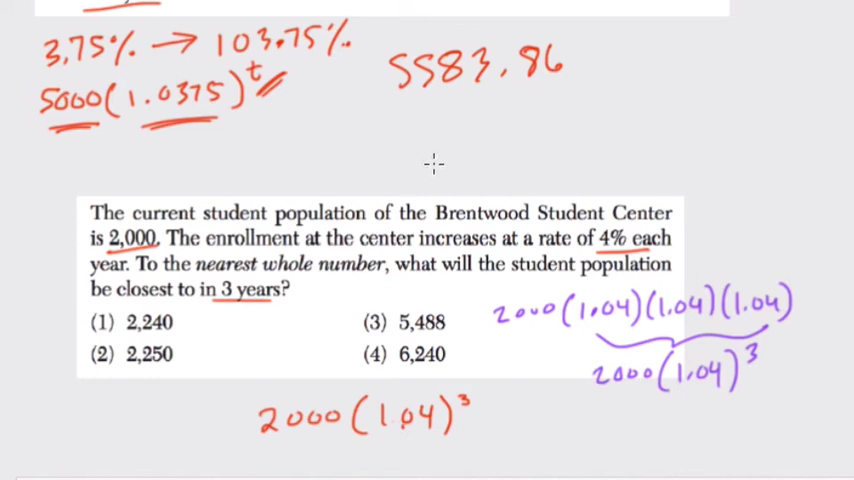 3.75% → 103.75%.
5000(1.0375)^t
5583.86
The current student population of the Brentwood Student Center
is 2,000. The enrollment at the center increases at a rate of 4% each
year. To the nearest whole number, what will the student population
be closest to in 3 years?
(1) 2,240
(2) 2,250
(3) 5,488
(4) 6,240
2000(1.04)(1.04)(1.04)
2000(1.04)^3
2000(1.04)^3